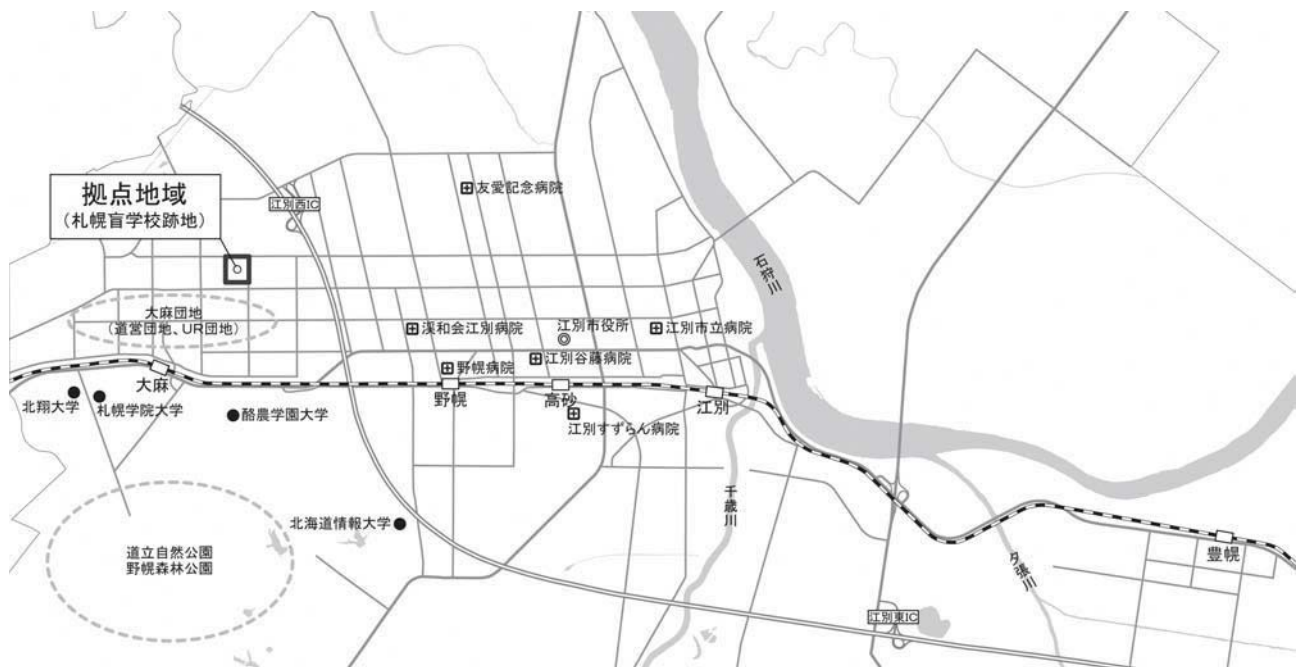 友愛記念病院
拠点地域
(札幌盲学校跡地)
江別西IC
石狩川
大麻団地
(道営団地、UR団地)
渓和会江別病院
江別市役所
江別市立病院
江別谷藤病院
野幌病院
大麻
野幌
高砂
江別
北翔大学
札幌学院大学
酪農学園大学
江別すずらん病院
千歳川
北海道情報大学
道立自然公園
野幌森林公園
豊幌
夕張川
江別東IC